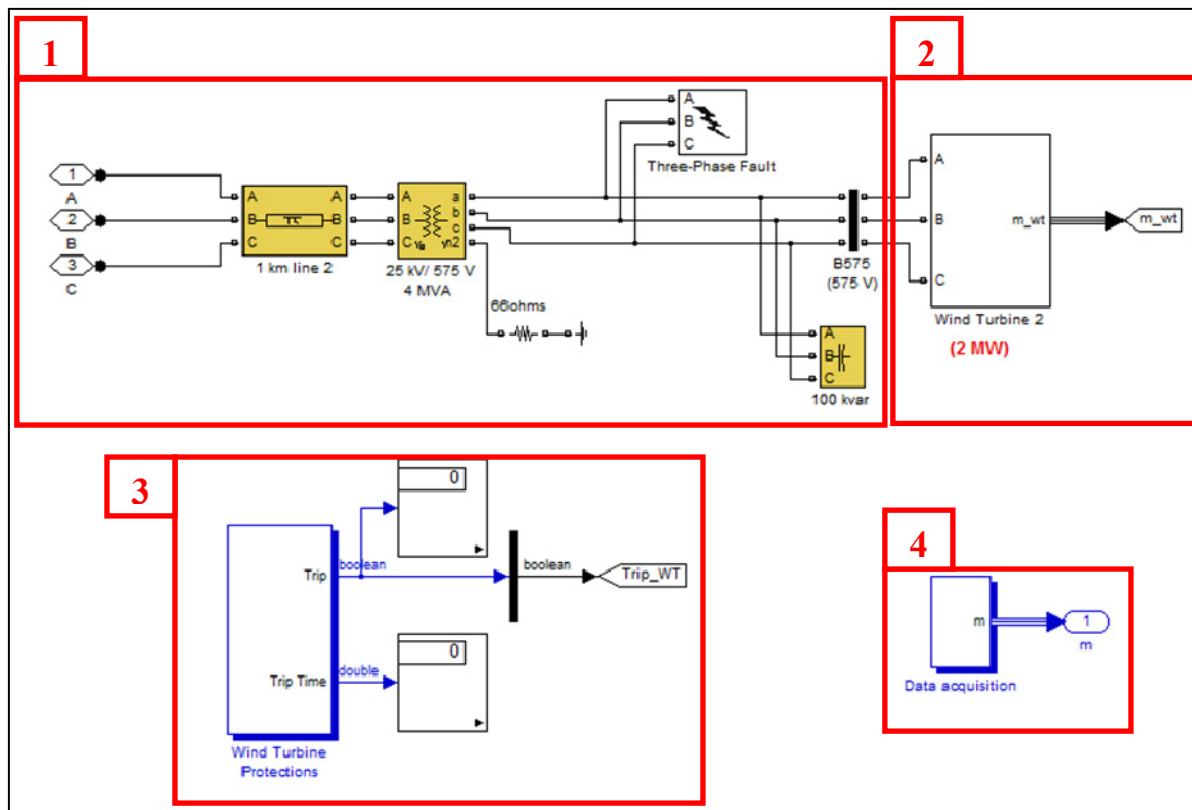 1
2
A
B
C
Three-Phase Fault
1
A
2
B
3
C
A
B
C
A
B
C
1 km line 2
A
B
C
a
b
c
n2
25 kV/ 575 V
4 MVA
66ohms
B575
(575 V)
A
B
C
100 kvar
A
B
C
m_wt
Wind Turbine 2
(2 MW)
m_wt
3
0
Trip
boolean
boolean
Trip_WT
0
Trip Time
double
Wind Turbine
Protections
4
m
1
m
Data acquisition